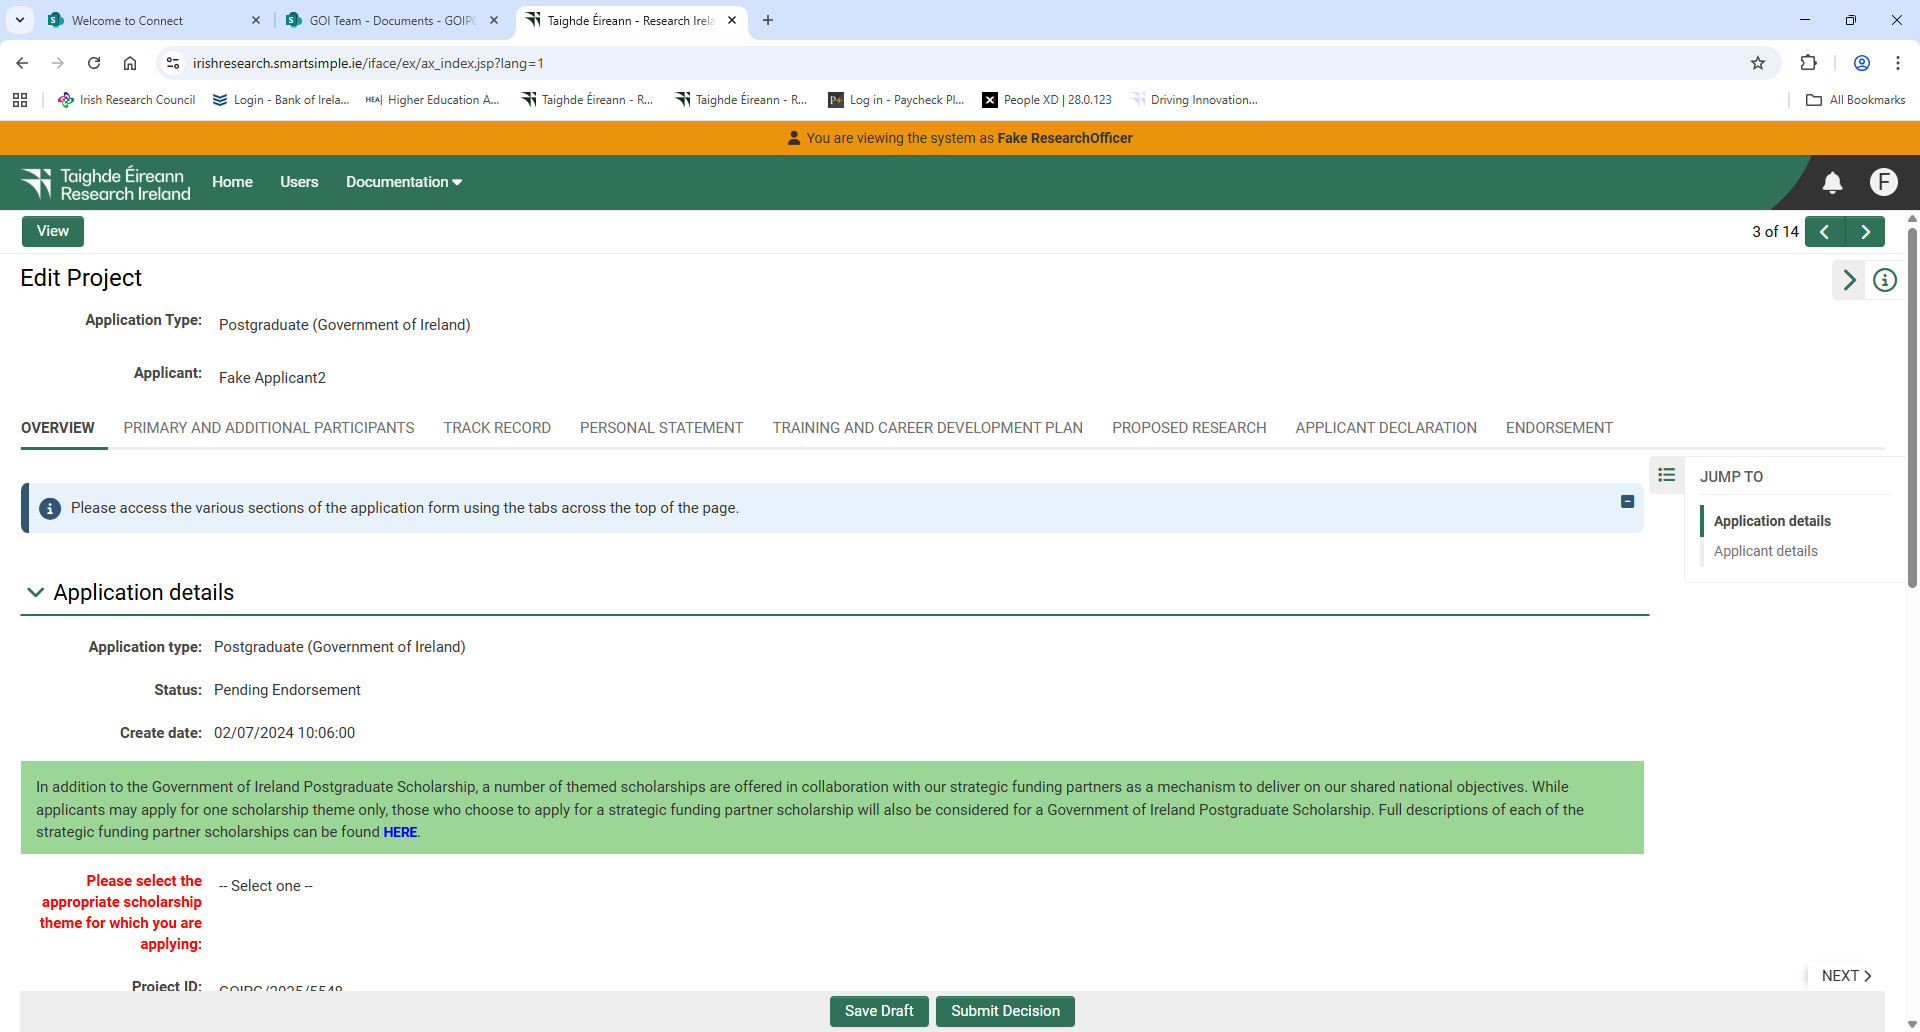 Welcome to Connect
GOI Team - Documents - GOIPG
Taighde Éireann - Research Irela
irishresearch.smartsimple.ie/iface/ex/ax_index.jsp?lang=1
Irish Research Council
Login - Bank of Irela...
HEA| Higher Education A...
Taighde Éireann - R...
Taighde Éireann - R...
P+ Log in - Paycheck Pl...
People XD | 28.0.123
Driving Innovation...
All Bookmarks
You are viewing the system as Fake ResearchOfficer
Taighde Éireann
Research Ireland
Home
Users
Documentation
F
View
3 of 14
Edit Project
Application Type: Postgraduate (Government of Ireland)
Applicant: Fake Applicant2
OVERVIEW
PRIMARY AND ADDITIONAL PARTICIPANTS
TRACK RECORD
PERSONAL STATEMENT
TRAINING AND CAREER DEVELOPMENT PLAN
PROPOSED RESEARCH
APPLICANT DECLARATION
ENDORSEMENT
JUMP TO
Application details
Applicant details
Please access the various sections of the application form using the tabs across the top of the page.
Application details
Application type: Postgraduate (Government of Ireland)
Status: Pending Endorsement
Create date: 02/07/2024 10:06:00
In addition to the Government of Ireland Postgraduate Scholarship, a number of themed scholarships are offered in collaboration with our strategic funding partners as a mechanism to deliver on our shared national objectives. While
applicants may apply for one scholarship theme only, those who choose to apply for a strategic funding partner scholarship will also be considered for a Government of Ireland Postgraduate Scholarship. Full descriptions of each of the
strategic funding partner scholarships can be found HERE.
Please select the
appropriate scholarship
theme for which you are
applying:
-- Select one --
Project ID: GOIPG/2025/5548
NEXT
Save Draft
Submit Decision